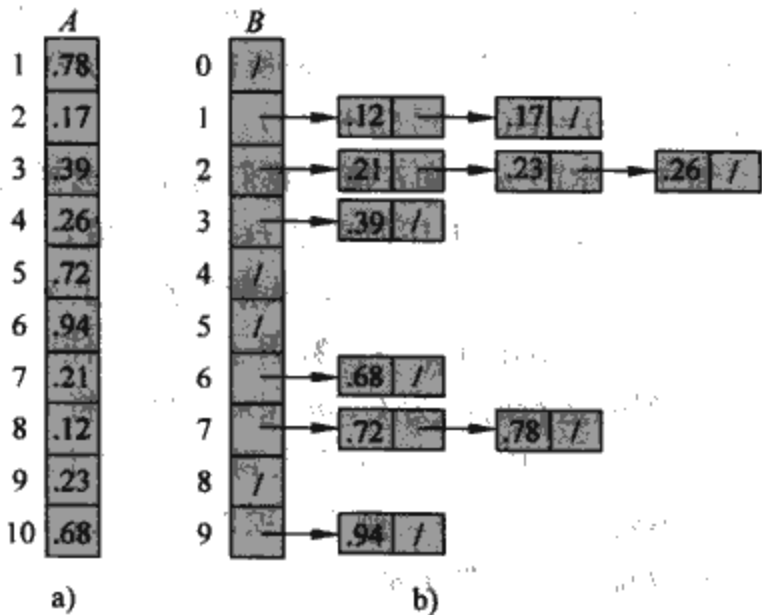 A B
1 .78 0 /
2 .17 1 .12 .17 /
3 .39 2 .21 .23 .26 /
4 .26 3 .39 /
5 .72 4 /
6 .94 5 /
7 .21 6 .68 /
8 .12 7 .72 .78 /
9 .23 8 /
10 .68 9 .94 /
a) b)